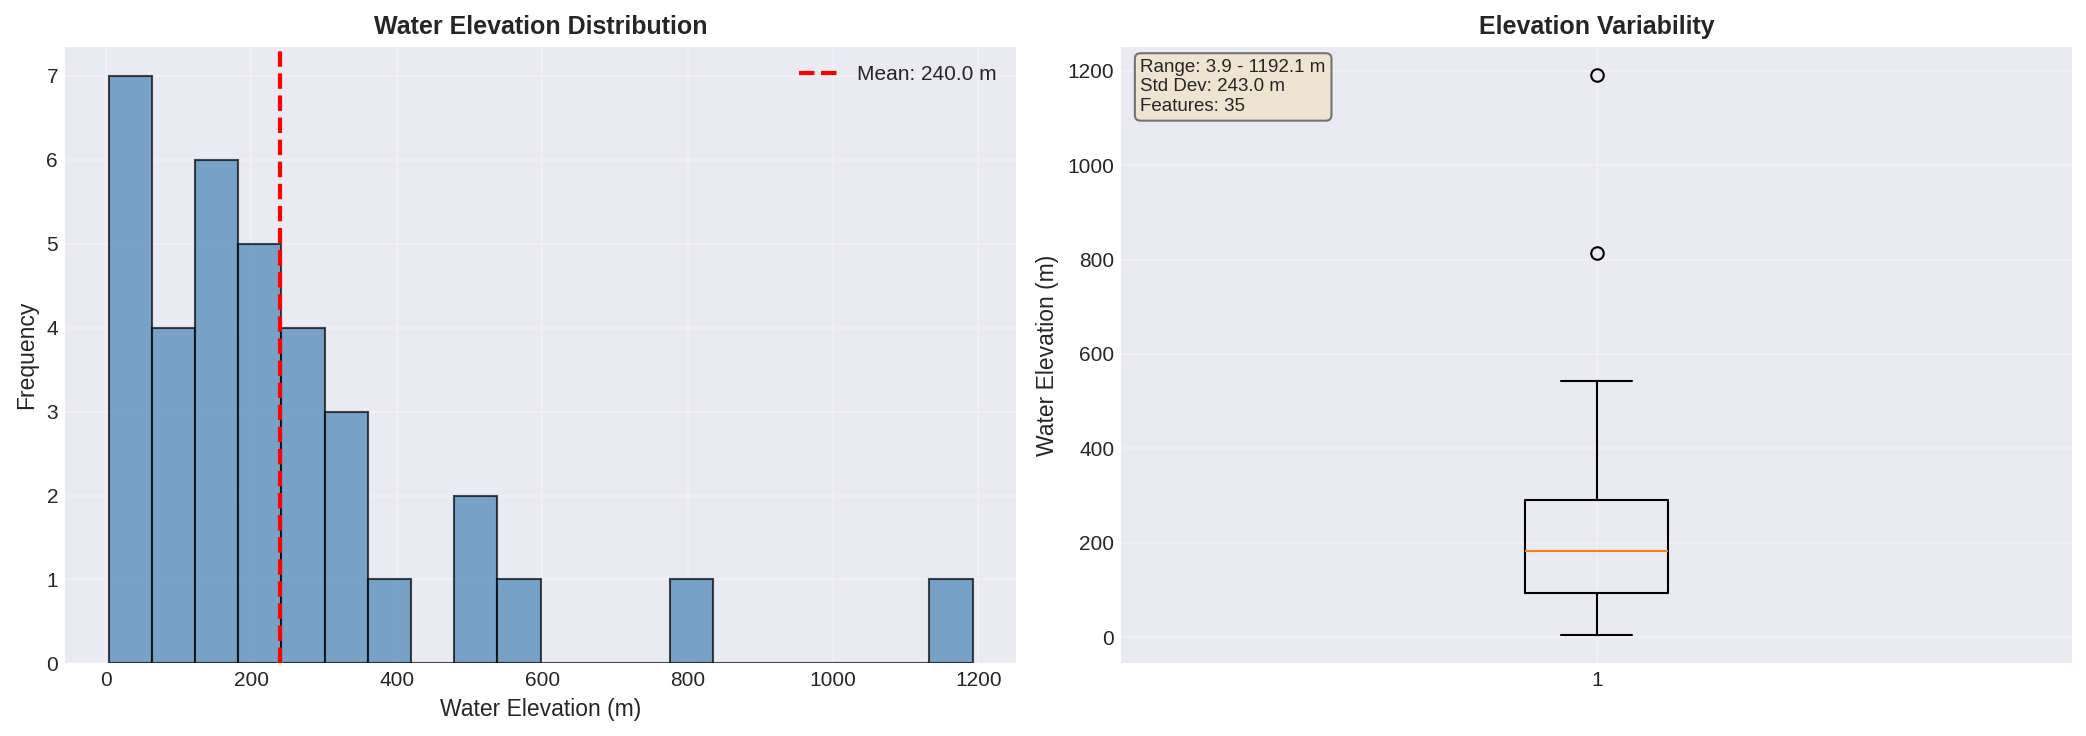 Water Elevation Distribution
Mean: 240.0 m
7
6
5
4
3
2
1
0
Frequency
0 200 400 600 800 1000 1200
Water Elevation (m)
Elevation Variability
Range: 3.9 - 1192.1 m
Std Dev: 243.0 m
Features: 35
1200
1000
800
600
400
200
0
Water Elevation (m)
1